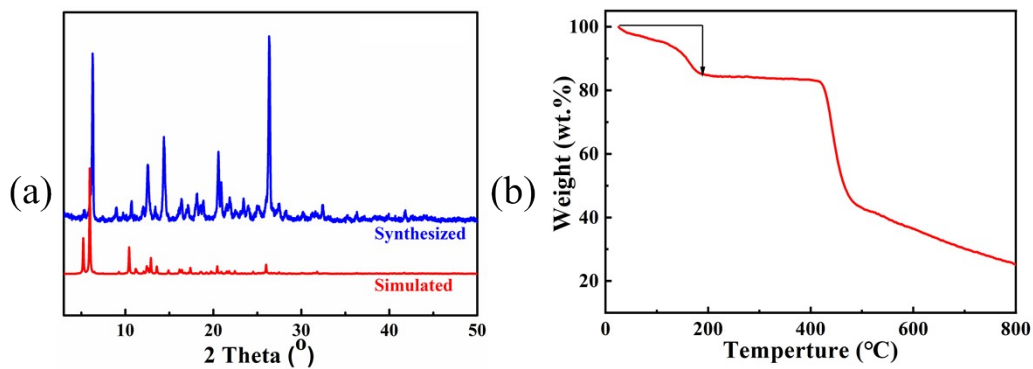 (a)
Synthesized
Simulated
10 20 30 40 50
2 Theta (°)
(b)
Weight (wt.%)
100
80
60
40
20
0 200 400 600 800
Temperture (℃)